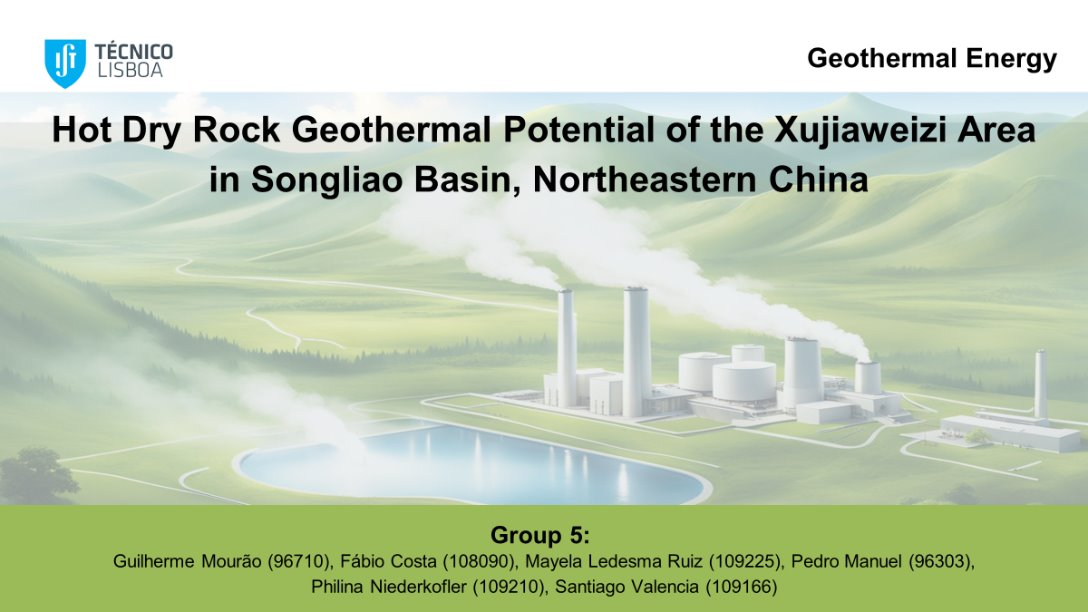 TÉCNICO
LISBOA
Geothermal Energy
Hot Dry Rock Geothermal Potential of the Xujiaweizi Area
in Songliao Basin, Northeastern China
Group 5:
Guilherme Mourão (96710), Fábio Costa (108090), Mayela Ledesma Ruiz (109225), Pedro Manuel (96303),
Philina Niederkofler (109210), Santiago Valencia (109166)